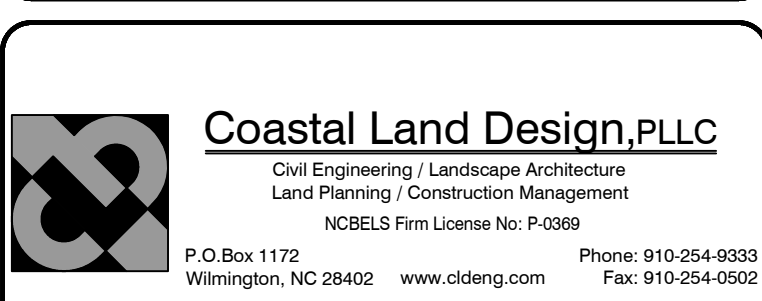 Coastal Land Design,PLLC
Civil Engineering / Landscape Architecture
Land Planning / Construction Management
NCBELS Firm License No: P-0369
P.O.Box 1172 Phone: 910-254-9333
Wilmington, NC 28402 www.cldeng.com Fax: 910-254-0502